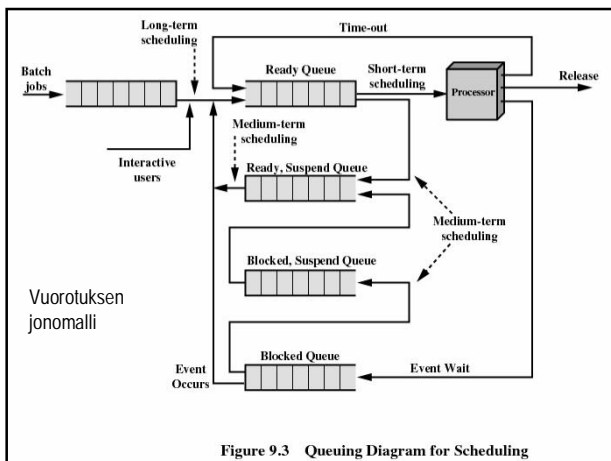 Long-term
scheduling
Time-out
Batch
jobs
Ready Queue
Short-term
scheduling
Processor
Release
Interactive
users
Medium-term
scheduling
Ready, Suspend Queue
Medium-term
scheduling
Blocked, Suspend Queue
Vuorotuksen
jonomalli
Blocked Queue
Event
Occurs
Event Wait
Figure 9.3 Queuing Diagram for Scheduling